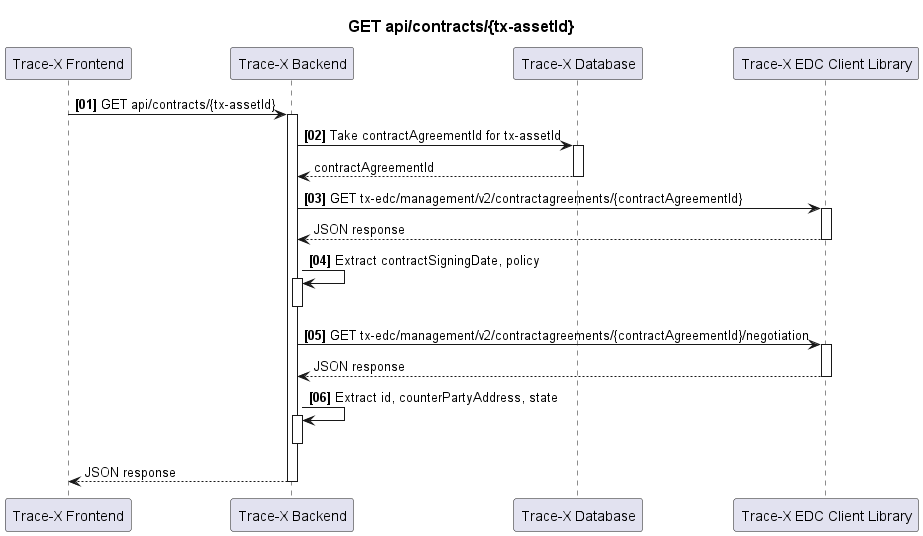 GET api/contracts/{tx-assetId}
Trace-X Frontend
Trace-X Backend
Trace-X Database
Trace-X EDC Client Library
[01] GET api/contracts/{tx-assetId}
[02] Take contractAgreementId for tx-assetId
contractAgreementId
[03] GET tx-edc/management/v2/contractagreements/{contractAgreementId}
JSON response
[04] Extract contractSigningDate, policy
[05] GET tx-edc/management/v2/contractagreements/{contractAgreementId}/negotiation
JSON response
[06] Extract id, counterPartyAddress, state
JSON response
Trace-X Frontend
Trace-X Backend
Trace-X Database
Trace-X EDC Client Library